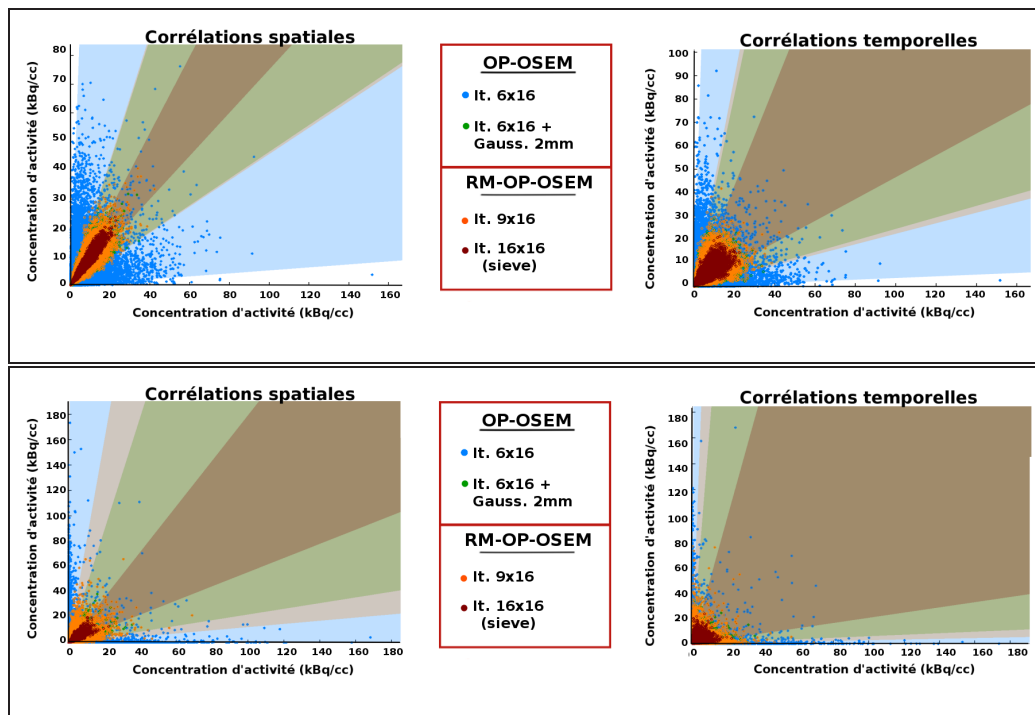 Corrélations spatiales
Concentration d'activité (kBq/cc)
80
70
60
50
40
30
20
10
0
0 20 40 60 80 100 120 140 160
Concentration d'activité (kBq/cc)
OP-OSEM
It. 6x16
It. 6x16 +
Gauss. 2mm
RM-OP-OSEM
It. 9x16
It. 16x16
(sieve)
Corrélations temporelles
Concentration d'activité (kBq/cc)
100
90
80
70
60
50
40
30
20
10
0
0 20 40 60 80 100 120 140 160
Concentration d'activité (kBq/cc)
Corrélations spatiales
Concentration d'activité (kBq/cc)
180
160
140
120
100
80
60
40
20
0
0 20 40 60 80 100 120 140 160 180
Concentration d'activité (kBq/cc)
OP-OSEM
It. 6x16
It. 6x16 +
Gauss. 2mm
RM-OP-OSEM
It. 9x16
It. 16x16
(sieve)
Corrélations temporelles
Concentration d'activité (kBq/cc)
180
160
140
120
100
80
60
40
20
0
0 20 40 60 80 100 120 140 160 180
Concentration d'activité (kBq/cc)